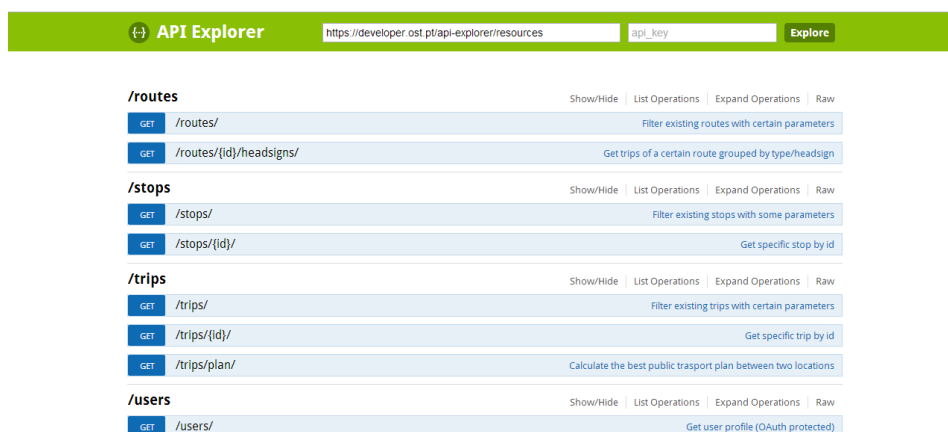 {··} API Explorer https://developer.ost.pt/api-explorer/resources api_key Explore
/routes Show/Hide List Operations Expand Operations Raw
GET /routes/ Filter existing routes with certain parameters
GET /routes/{id}/headsigns/ Get trips of a certain route grouped by type/headsign
/stops Show/Hide List Operations Expand Operations Raw
GET /stops/ Filter existing stops with some parameters
GET /stops/{id}/ Get specific stop by id
/trips Show/Hide List Operations Expand Operations Raw
GET /trips/ Filter existing trips with certain parameters
GET /trips/{id}/ Get specific trip by id
GET /trips/plan/ Calculate the best public trasport plan between two locations
/users Show/Hide List Operations Expand Operations Raw
GET /users/ Get user profile (OAuth protected)